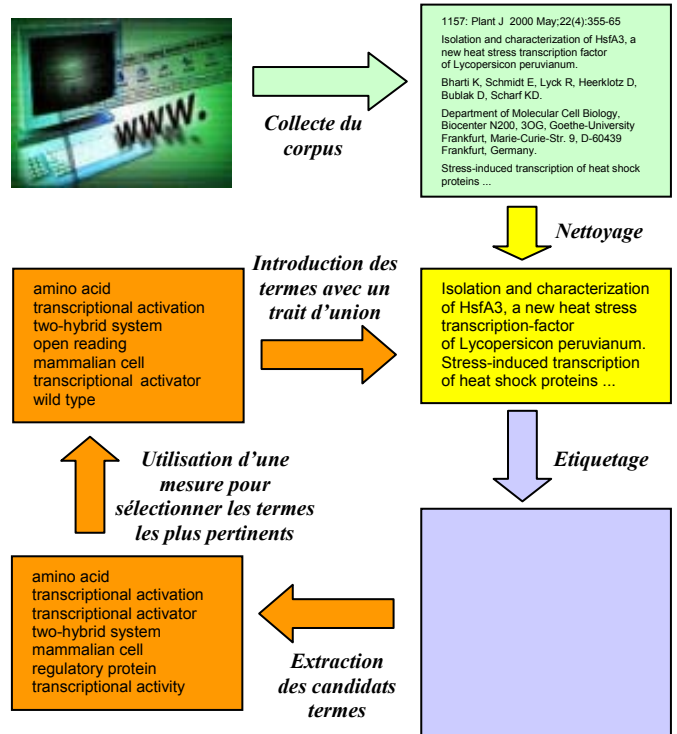 www.
Collecte du
corpus
1157: Plant J 2000 May;22(4):355-65
Isolation and characterization of HsfA3, a
new heat stress transcription factor
of Lycopersicon peruvianum.
Bharti K, Schmidt E, Lyck R, Heerklotz D,
Bublak D, Scharf KD.
Department of Molecular Cell Biology,
Biocenter N200, 3OG, Goethe-University
Frankfurt, Marie-Curie-Str. 9, D-60439
Frankfurt, Germany.
Stress-induced transcription of heat shock
proteins ...
Nettoyage
Introduction des
termes avec un
trait d'union
amino acid
transcriptional activation
two-hybrid system
open reading
mammalian cell
transcriptional activator
wild type
Isolation and characterization
of HsfA3, a new heat stress
transcription-factor
of Lycopersicon peruvianum.
Stress-induced transcription
of heat shock proteins ...
Utilisation d'une
mesure pour
sélectionner les termes
les plus pertinents
Etiquetage
amino acid
transcriptional activation
transcriptional activator
two-hybrid system
mammalian cell
regulatory protein
transcriptional activity
Extraction
des candidats
termes